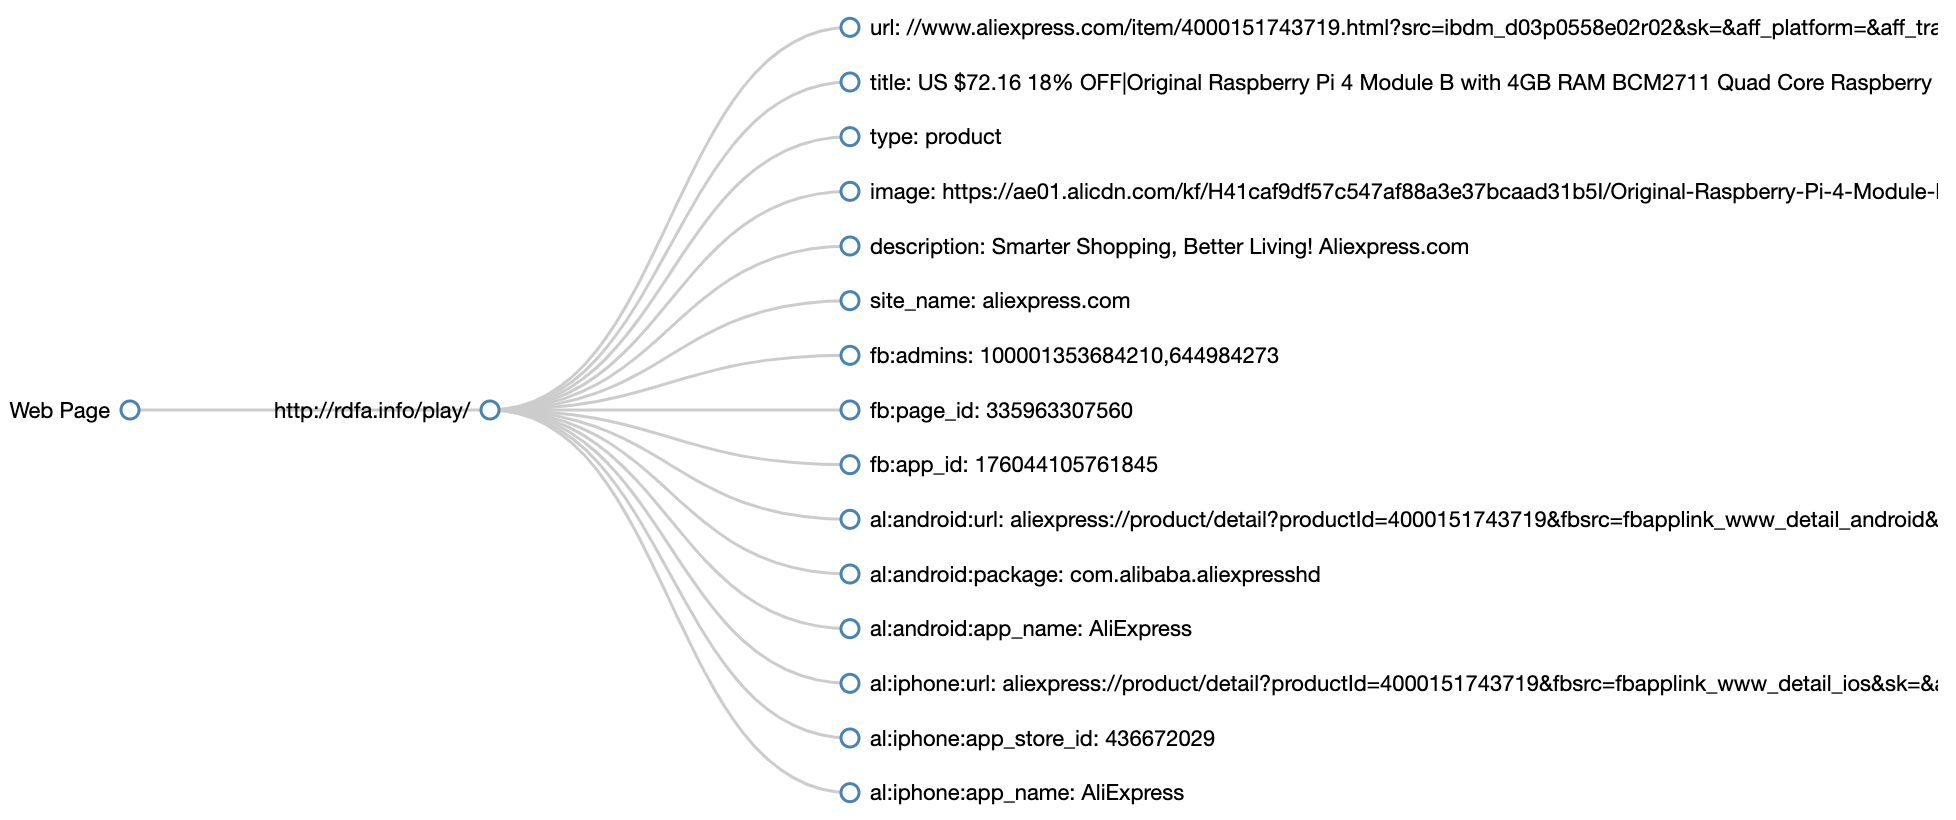 url: //www.aliexpress.com/item/4000151743719.html?src=ibdm_d03p0558e02r02&sk=&aff_platform=&aff_tra
title: US $72.16 18% OFF|Original Raspberry Pi 4 Module B with 4GB RAM BCM2711 Quad Core Raspberry
type: product
image: https://ae01.alicdn.com/kf/H41caf9df57c547af88a3e37bcaad31b5l/Original-Raspberry-Pi-4-Module-
description: Smarter Shopping, Better Living! Aliexpress.com
site_name: aliexpress.com
fb:admins: 100001353684210,644984273
Web Page
http://rdfa.info/play/
fb:page_id: 335963307560
fb:app_id: 176044105761845
al:android:url: aliexpress://product/detail?productId=4000151743719&fbsrc=fbapplink_www_detail_android&
al:android:package: com.alibaba.aliexpresshd
al:android:app_name: AliExpress
al:iphone:url: aliexpress://product/detail?productId=4000151743719&fbsrc=fbapplink_www_detail_ios&sk=&a
al:iphone:app_store_id: 436672029
al:iphone:app_name: AliExpress